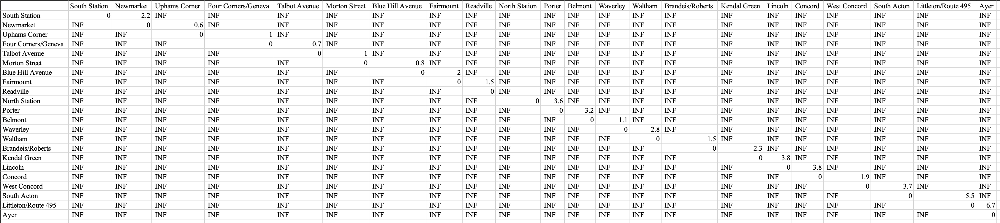 South Station Newmarket Uphams Corner Four Corners/Geneva Talbot Avenue Morton Street Blue Hill Avenue Fairmount Readville North Station Porter Belmont Waverley Waltham Brandeis/Roberts Kendal Green Lincoln Concord West Concord South Acton Littleton/Route 495 Ayer
South Station 0 2.2 INF INF INF INF INF INF INF INF INF INF INF INF INF INF INF INF INF INF INF INF
Newmarket INF 0 0.6 INF INF INF INF INF INF INF INF INF INF INF INF INF INF INF INF INF INF INF
Uphams Corner INF INF 0 1 INF INF INF INF INF INF INF INF INF INF INF INF INF INF INF INF INF INF
Four Corners/Geneva INF INF INF 0 0.7 INF INF INF INF INF INF INF INF INF INF INF INF INF INF INF INF INF
Talbot Avenue INF INF INF INF 0 1 INF INF INF INF INF INF INF INF INF INF INF INF INF INF INF INF
Morton Street INF INF INF INF INF 0 0.8 INF INF INF INF INF INF INF INF INF INF INF INF INF INF INF
Blue Hill Avenue INF INF INF INF INF INF 0 2 INF INF INF INF INF INF INF INF INF INF INF INF INF INF
Fairmount INF INF INF INF INF INF INF 0 1.5 INF INF INF INF INF INF INF INF INF INF INF INF INF
Readville INF INF INF INF INF INF INF INF 0 INF INF INF INF INF INF INF INF INF INF INF INF INF
North Station INF INF INF INF INF INF INF INF INF 0 3.6 INF INF INF INF INF INF INF INF INF INF INF
Porter INF INF INF INF INF INF INF INF INF INF 0 3.2 INF INF INF INF INF INF INF INF INF INF
Belmont INF INF INF INF INF INF INF INF INF INF INF 0 1.1 INF INF INF INF INF INF INF INF INF
Waverley INF INF INF INF INF INF INF INF INF INF INF INF 0 2.8 INF INF INF INF INF INF INF INF
Waltham INF INF INF INF INF INF INF INF INF INF INF INF INF 0 1.5 INF INF INF INF INF INF INF
Brandeis/Roberts INF INF INF INF INF INF INF INF INF INF INF INF INF INF 0 2.3 INF INF INF INF INF INF
Kendal Green INF INF INF INF INF INF INF INF INF INF INF INF INF INF INF 0 3.8 INF INF INF INF INF
Lincoln INF INF INF INF INF INF INF INF INF INF INF INF INF INF INF INF 0 3.8 INF INF INF INF
Concord INF INF INF INF INF INF INF INF INF INF INF INF INF INF INF INF INF 0 1.9 INF INF INF
West Concord INF INF INF INF INF INF INF INF INF INF INF INF INF INF INF INF INF INF 0 3.7 INF INF
South Acton INF INF INF INF INF INF INF INF INF INF INF INF INF INF INF INF INF INF INF 0 5.5 INF
Littleton/Route 495 INF INF INF INF INF INF INF INF INF INF INF INF INF INF INF INF INF INF INF INF 0 6.7
Ayer INF INF INF INF INF INF INF INF INF INF INF INF INF INF INF INF INF INF INF INF INF 0